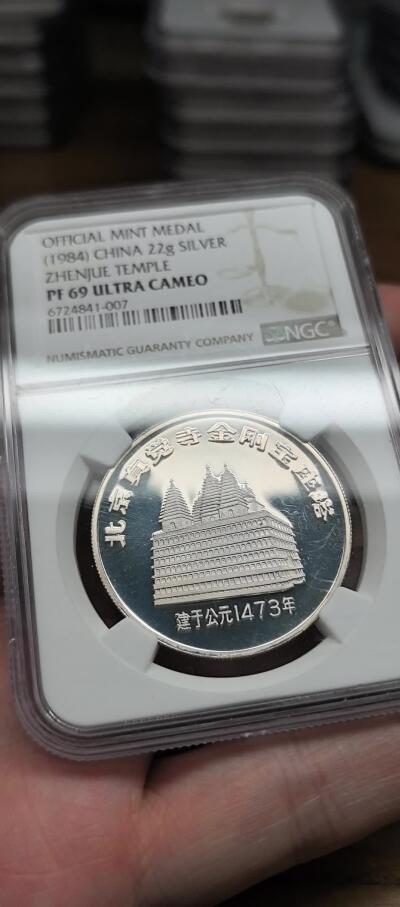 OFFICIAL MINT MEDAL
(1984) CHINA 22g SILVER
ZHENJUE TEMPLE
PF 69 ULTRA CAMEO
6724841-007
NGC®
NUMISMATIC GUARANTY COMPANY
北京真觉寺金刚宝座塔
建于公元1473年